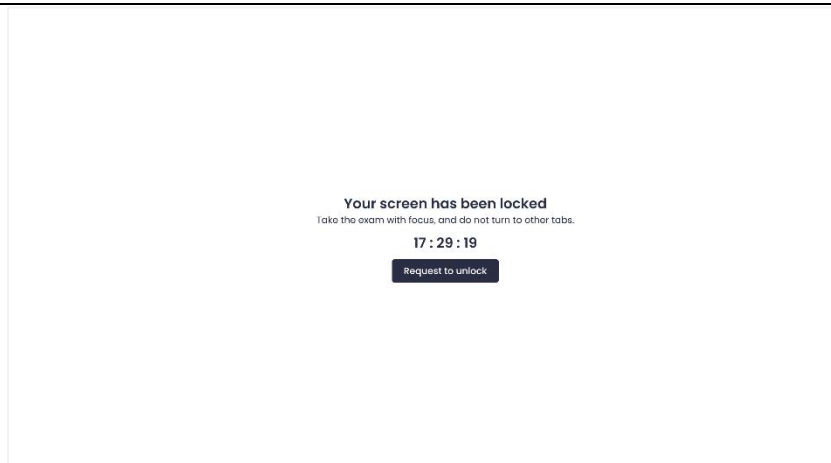 Your screen has been locked
Take the exam with focus, and do not turn to other tabs.
17 : 29 : 19
Request to unlock